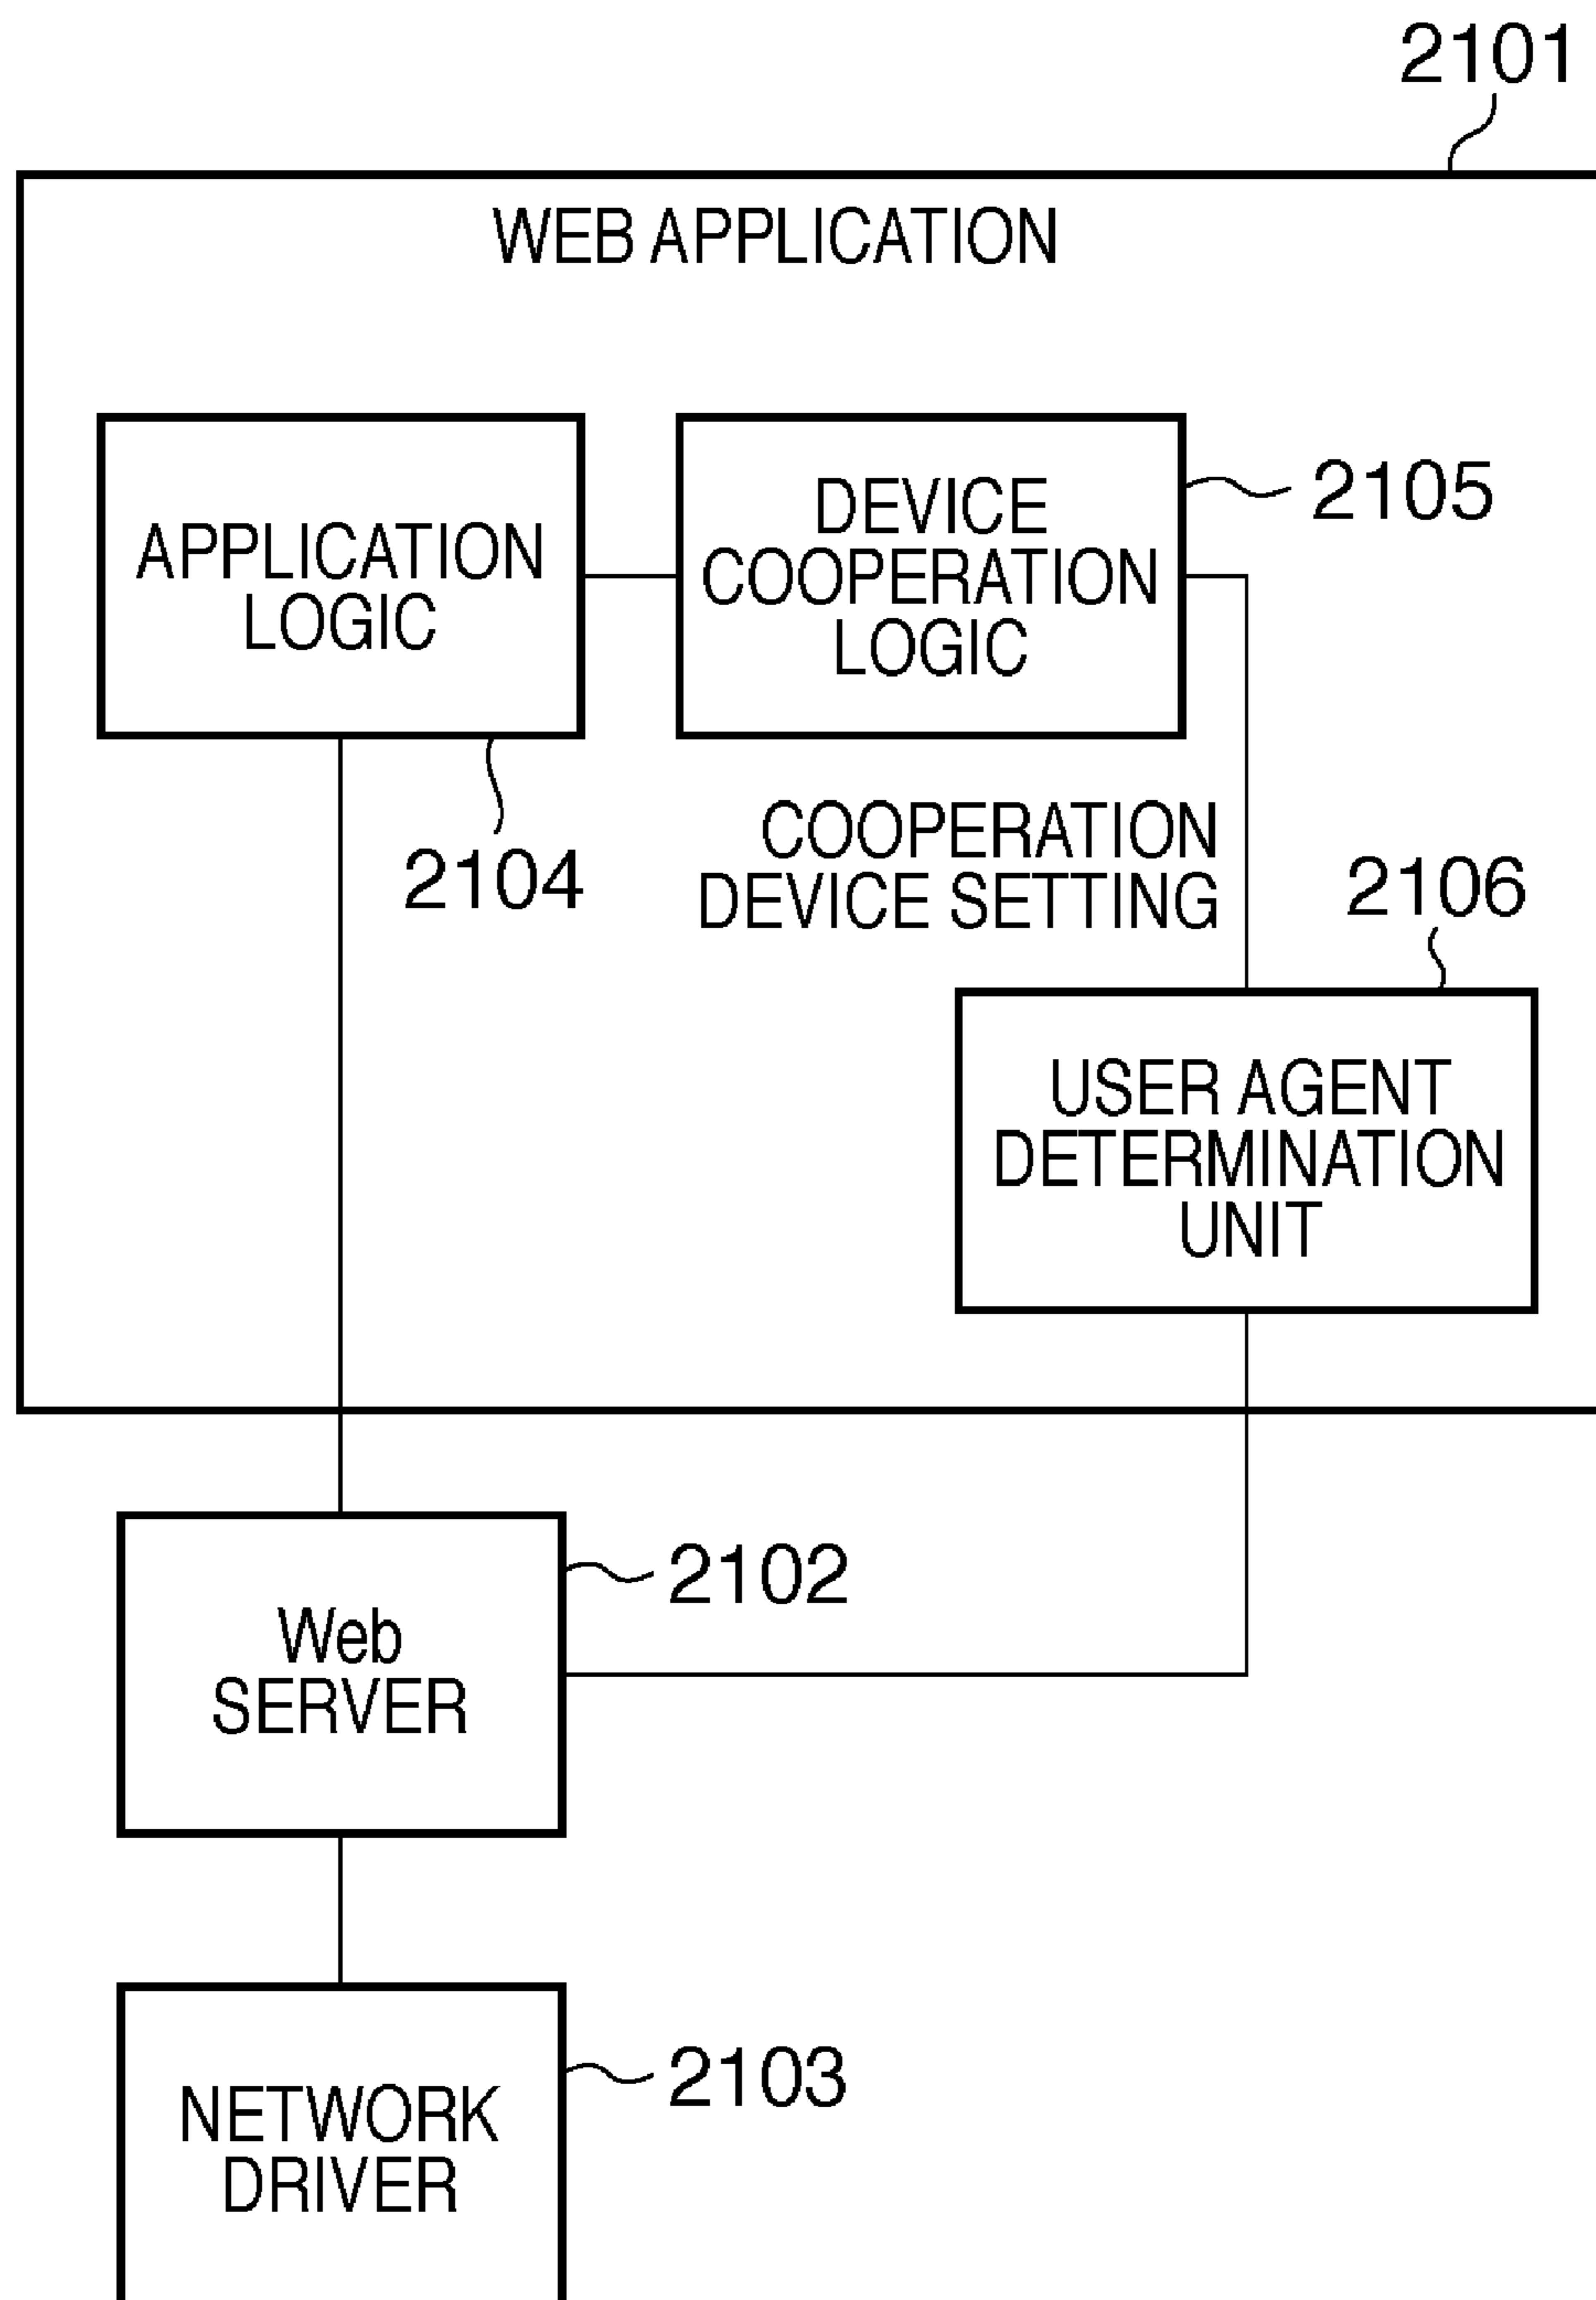 2101
WEB APPLICATION
APPLICATION
LOGIC
DEVICE
COOPERATION
LOGIC
2105
2104
COOPERATION
DEVICE SETTING
2106
USER AGENT
DETERMINATION
UNIT
Web
SERVER
2102
NETWORK
DRIVER
2103